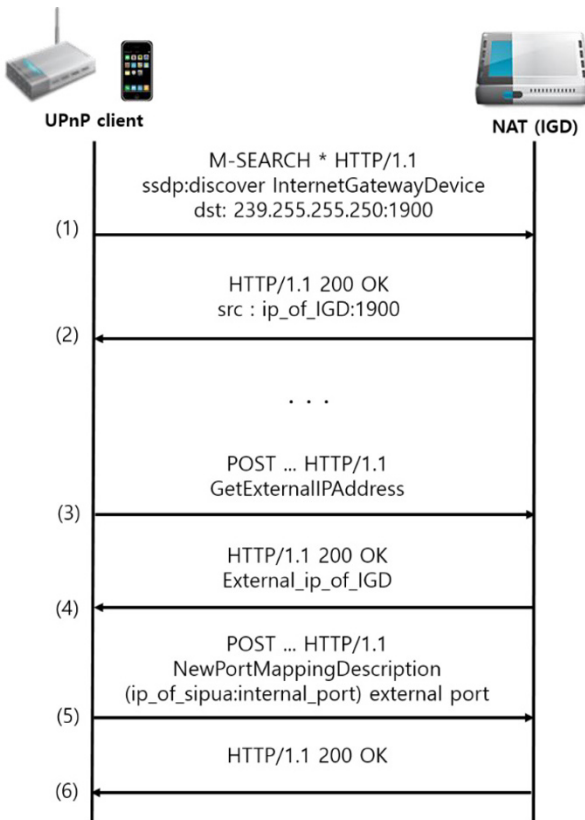 UPnP client
NAT (IGD)
M-SEARCH * HTTP/1.1
ssdp:discover InternetGatewayDevice
dst: 239.255.255.250:1900
(1)
HTTP/1.1 200 OK
src : ip_of_IGD:1900
(2)
. . .
POST ... HTTP/1.1
GetExternalIPAddress
(3)
HTTP/1.1 200 OK
External_ip_of_IGD
(4)
POST ... HTTP/1.1
NewPortMappingDescription
(ip_of_sipua:internal_port) external port
(5)
HTTP/1.1 200 OK
(6)